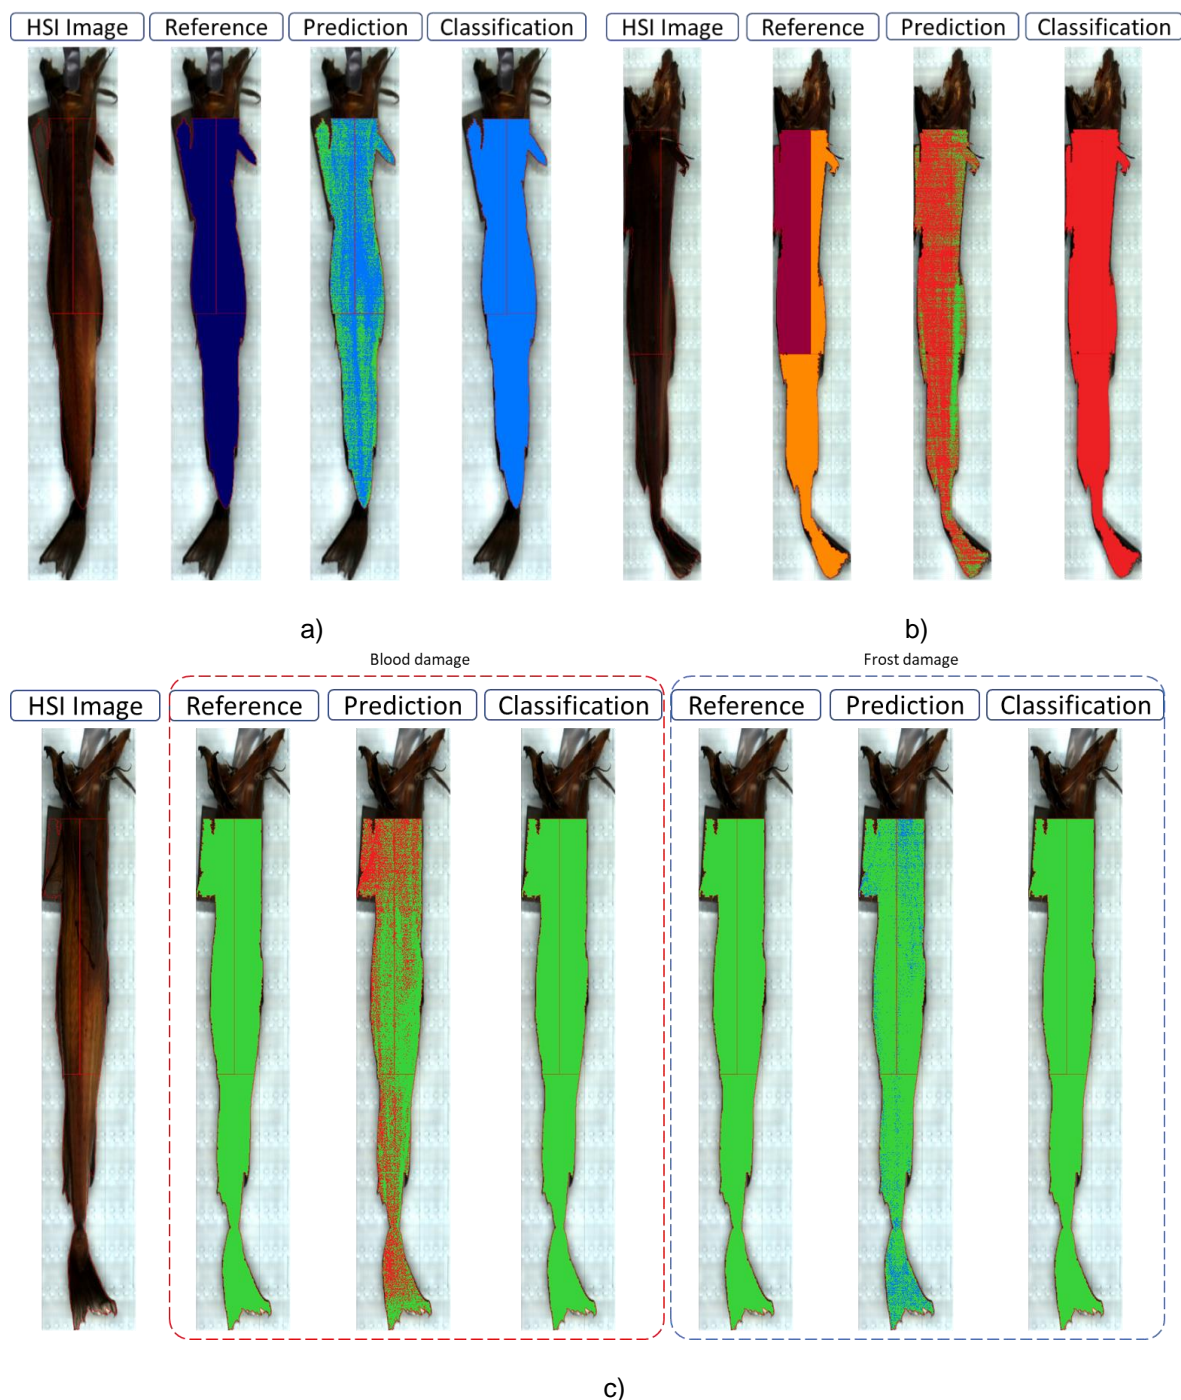 HSI Image Reference Prediction Classification HSI Image Reference Prediction Classification
a) b)
Blood damage Frost damage
HSI Image Reference Prediction Classification Reference Prediction Classification
c)